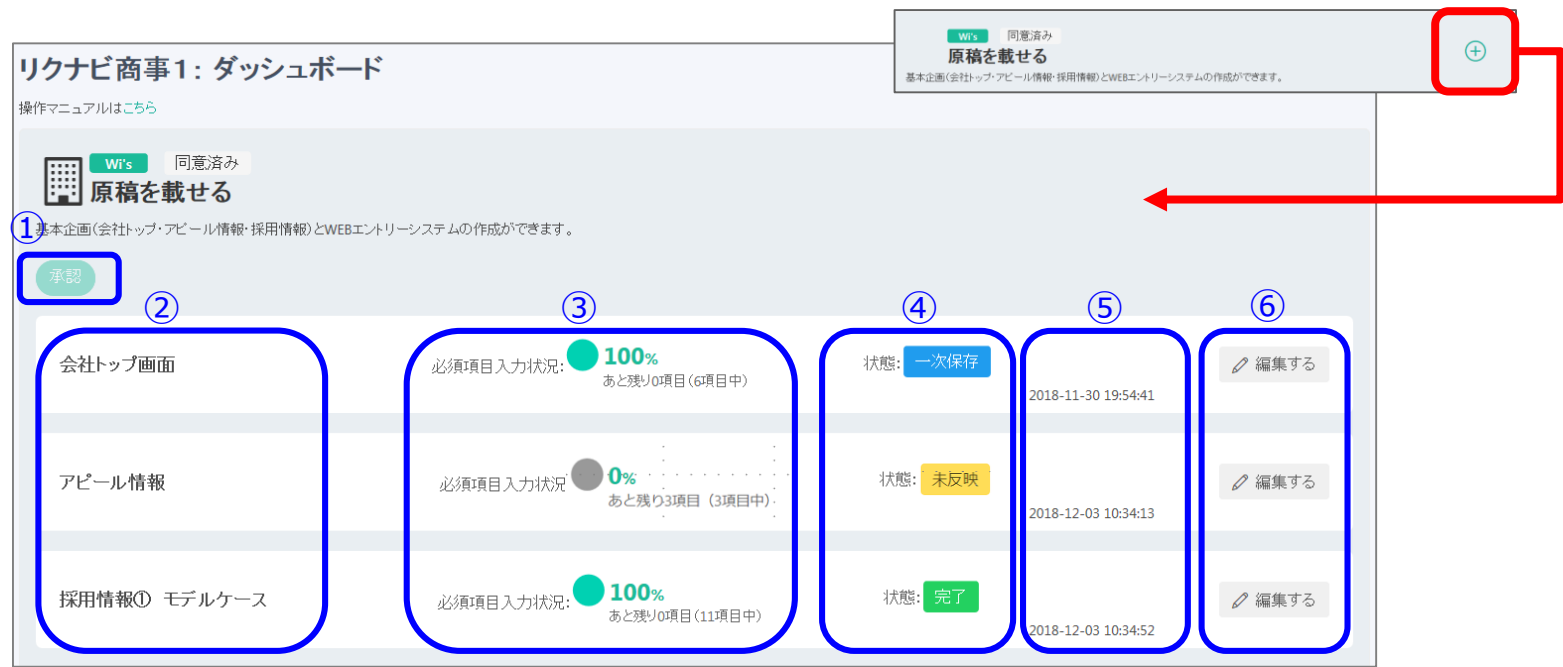 Wi's 同意済み
原稿を載せる
基本企画(会社トップ・アピール情報・採用情報)とWEBエントリーシステムの作成ができます。
リクナビ商事1: ダッシュボード
操作マニュアルはこちら
Wi's 同意済み
原稿を載せる
①
基本企画(会社トップ・アピール情報・採用情報)とWEBエントリーシステムの作成ができます。
承認
② ③ ④ ⑤ ⑥
会社トップ画面 必須項目入力状況: 100% 状態: 一次保存 編集する
あと残り0項目(6項目中)
2018-11-30 19:54:41
アピール情報 必須項目入力状況 0% 状態: 未反映 編集する
あと残り3項目 (3項目中)
2018-12-03 10:34:13
採用情報① モデルケース 必須項目入力状況: 100% 状態: 完了 編集する
あと残り0項目(11項目中)
2018-12-03 10:34:52